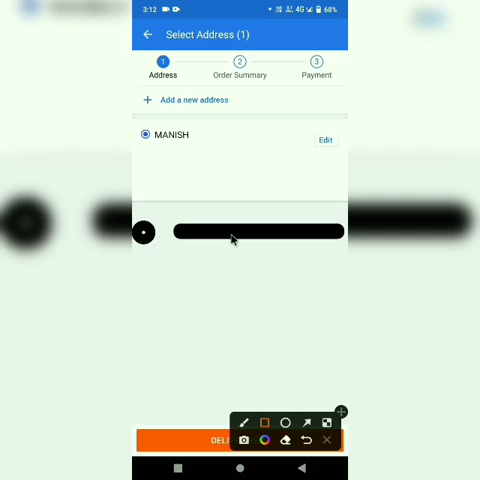 3:12 4G 68%
Select Address (1)
1 2 3
Address Order Summary Payment
+ Add a new address
MANISH
Edit